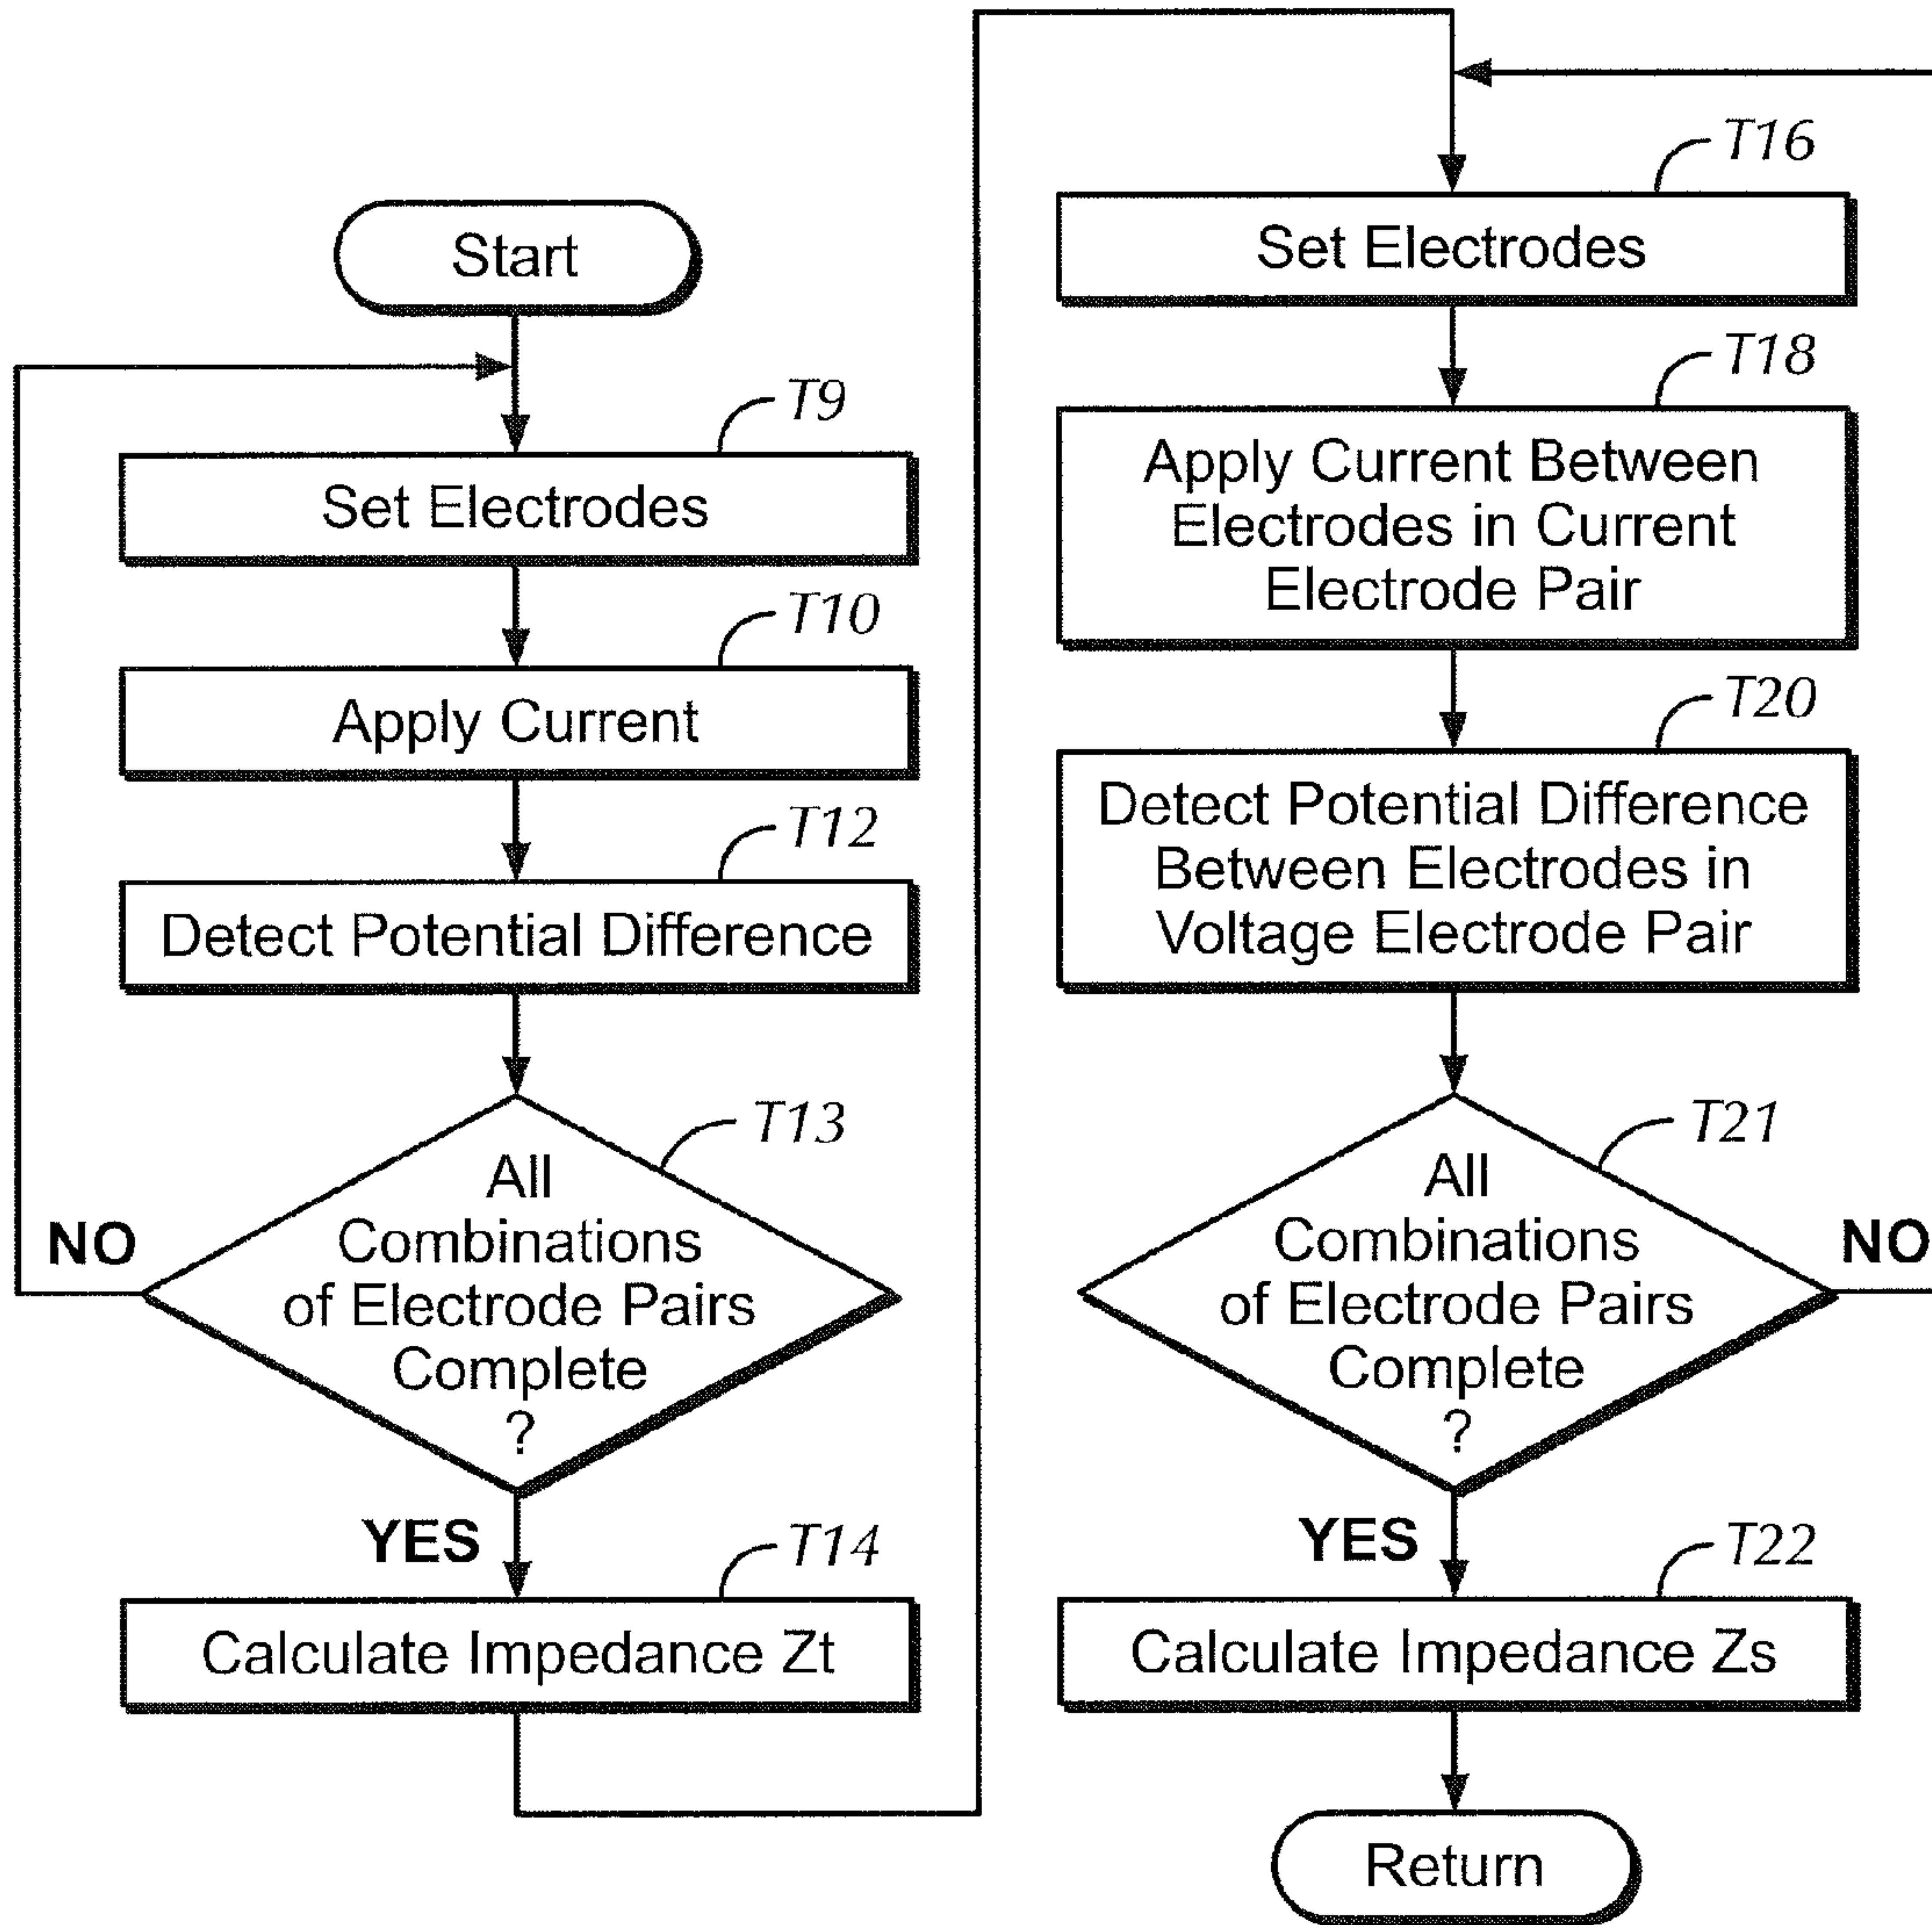 Start
T9
Set Electrodes
T10
Apply Current
T12
Detect Potential Difference
T13
All
Combinations
of Electrode Pairs
Complete
?
NO
YES
T14
Calculate Impedance Zt
T16
Set Electrodes
T18
Apply Current Between
Electrodes in Current
Electrode Pair
T20
Detect Potential Difference
Between Electrodes in
Voltage Electrode Pair
T21
All
Combinations
of Electrode Pairs
Complete
?
NO
YES
T22
Calculate Impedance Zs
Return